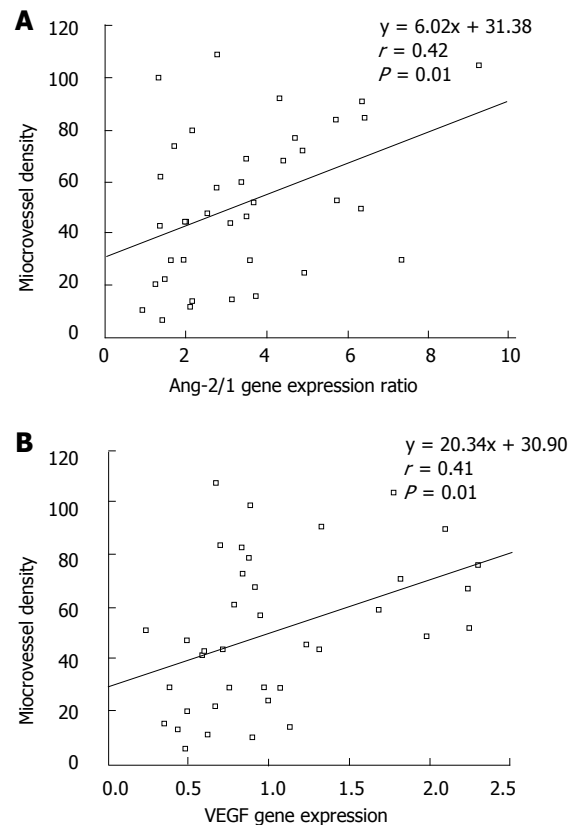 A
y = 6.02x + 31.38
r = 0.42
P = 0.01
120
100
80
60
40
20
0
Miocrovessel density
0 2 4 6 8 10
Ang-2/1 gene expression ratio
B
y = 20.34x + 30.90
r = 0.41
P = 0.01
120
100
80
60
40
20
0
Miocrovessel density
0.0 0.5 1.0 1.5 2.0 2.5
VEGF gene expression